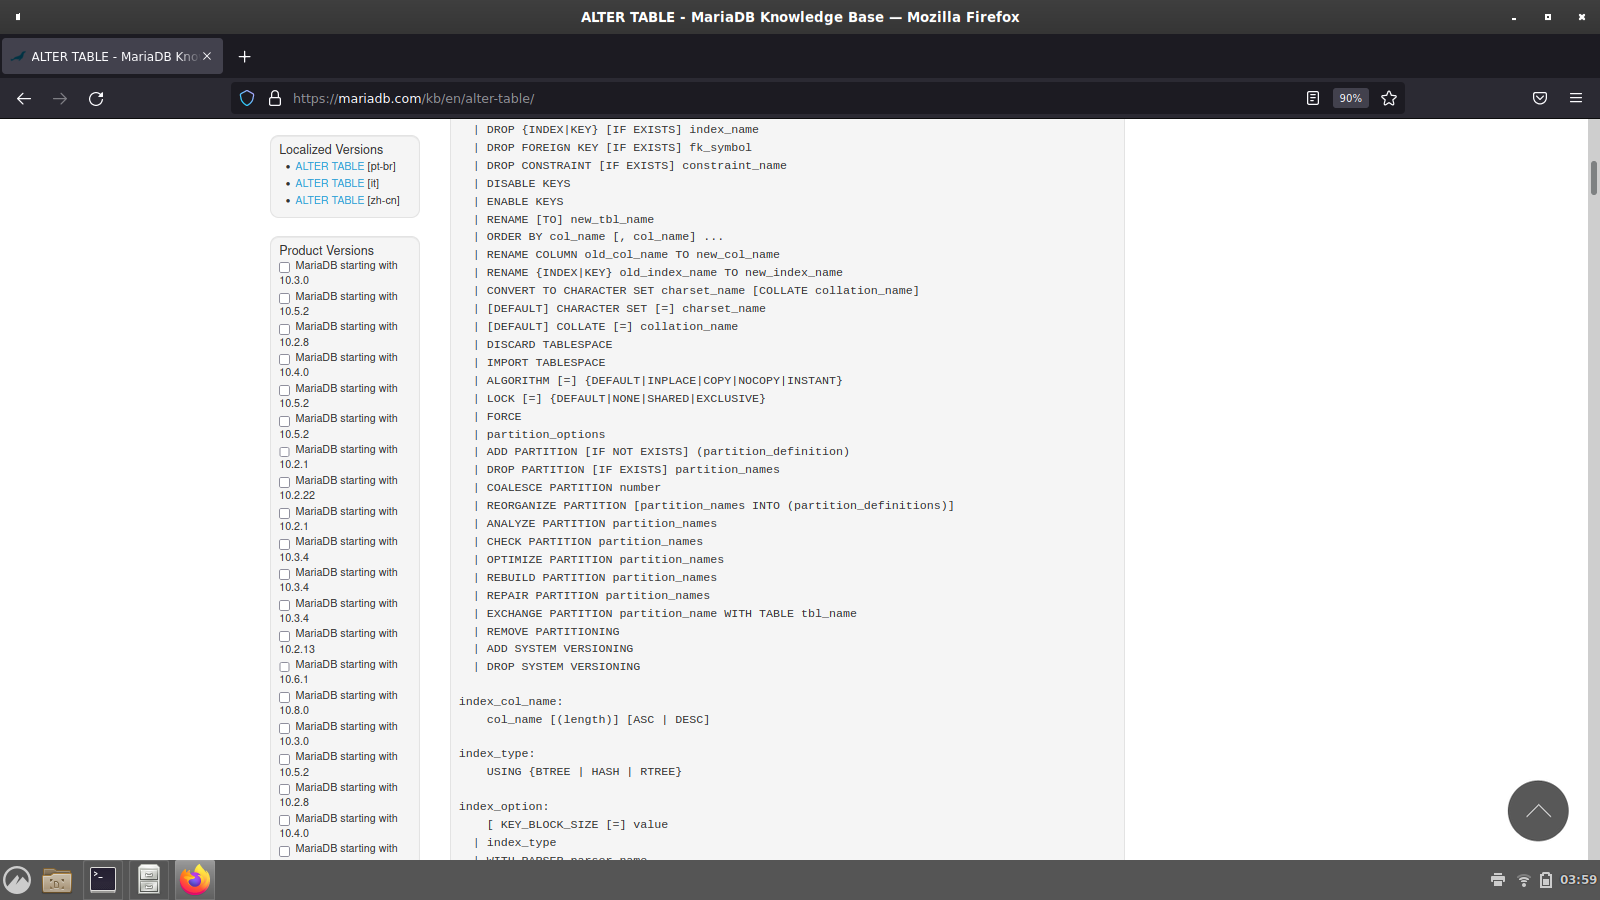 ALTER TABLE - MariaDB Knowledge Base — Mozilla Firefox
ALTER TABLE - MariaDB Kno
https://mariadb.com/kb/en/alter-table/
90%
Localized Versions
ALTER TABLE [pt-br]
ALTER TABLE [it]
ALTER TABLE [zh-cn]
Product Versions
MariaDB starting with
10.3.0
MariaDB starting with
10.5.2
MariaDB starting with
10.2.8
MariaDB starting with
10.4.0
MariaDB starting with
10.5.2
MariaDB starting with
10.5.2
MariaDB starting with
10.2.1
MariaDB starting with
10.2.22
MariaDB starting with
10.2.1
MariaDB starting with
10.3.4
MariaDB starting with
10.3.4
MariaDB starting with
10.3.4
MariaDB starting with
10.2.13
MariaDB starting with
10.6.1
MariaDB starting with
10.8.0
MariaDB starting with
10.3.0
MariaDB starting with
10.5.2
MariaDB starting with
10.2.8
MariaDB starting with
10.4.0
MariaDB starting with
| DROP {INDEX|KEY} [IF EXISTS] index_name
| DROP FOREIGN KEY [IF EXISTS] fk_symbol
| DROP CONSTRAINT [IF EXISTS] constraint_name
| DISABLE KEYS
| ENABLE KEYS
| RENAME [TO] new_tbl_name
| ORDER BY col_name [, col_name] ...
| RENAME COLUMN old_col_name TO new_col_name
| RENAME {INDEX|KEY} old_index_name TO new_index_name
| CONVERT TO CHARACTER SET charset_name [COLLATE collation_name]
| [DEFAULT] CHARACTER SET [=] charset_name
| [DEFAULT] COLLATE [=] collation_name
| DISCARD TABLESPACE
| IMPORT TABLESPACE
| ALGORITHM [=] {DEFAULT|INPLACE|COPY|NOCOPY|INSTANT}
| LOCK [=] {DEFAULT|NONE|SHARED|EXCLUSIVE}
| FORCE
| partition_options
| ADD PARTITION [IF NOT EXISTS] (partition_definition)
| DROP PARTITION [IF EXISTS] partition_names
| COALESCE PARTITION number
| REORGANIZE PARTITION [partition_names INTO (partition_definitions)]
| ANALYZE PARTITION partition_names
| CHECK PARTITION partition_names
| OPTIMIZE PARTITION partition_names
| REBUILD PARTITION partition_names
| REPAIR PARTITION partition_names
| EXCHANGE PARTITION partition_name WITH TABLE tbl_name
| REMOVE PARTITIONING
| ADD SYSTEM VERSIONING
| DROP SYSTEM VERSIONING
index_col_name:
col_name [(length)] [ASC | DESC]
index_type:
USING {BTREE | HASH | RTREE}
index_option:
[ KEY_BLOCK_SIZE [=] value
| index_type
| WITH PARSER parser_name
03:59